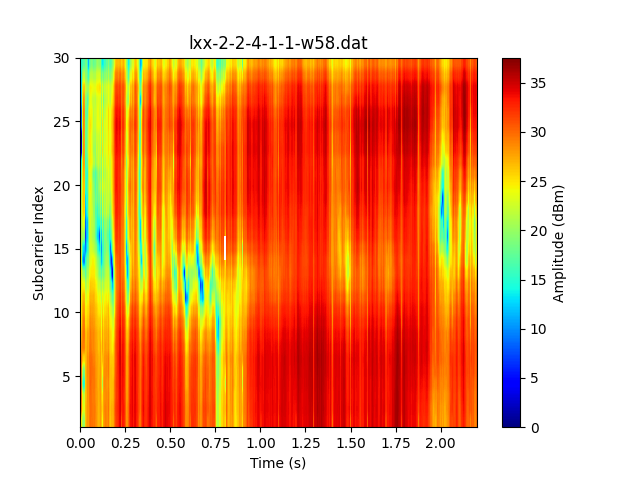 lxx-2-2-4-1-1-w58.dat
30
25
20
15
10
5
Subcarrier Index
0.00 0.25 0.50 0.75 1.00 1.25 1.50 1.75 2.00
Time (s)
35
30
25
20
15
10
5
0
Amplitude (dBm)